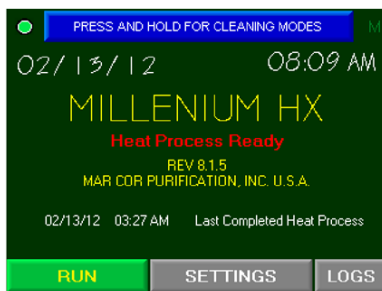 PRESS AND HOLD FOR CLEANING MODES
M
02/13/12 08:09 AM
MILLENIUM HX
Heat Process Ready
REV 8.1.5
MAR COR PURIFICATION, INC. U.S.A.
02/13/12 03:27 AM Last Completed Heat Process
RUN SETTINGS LOGS